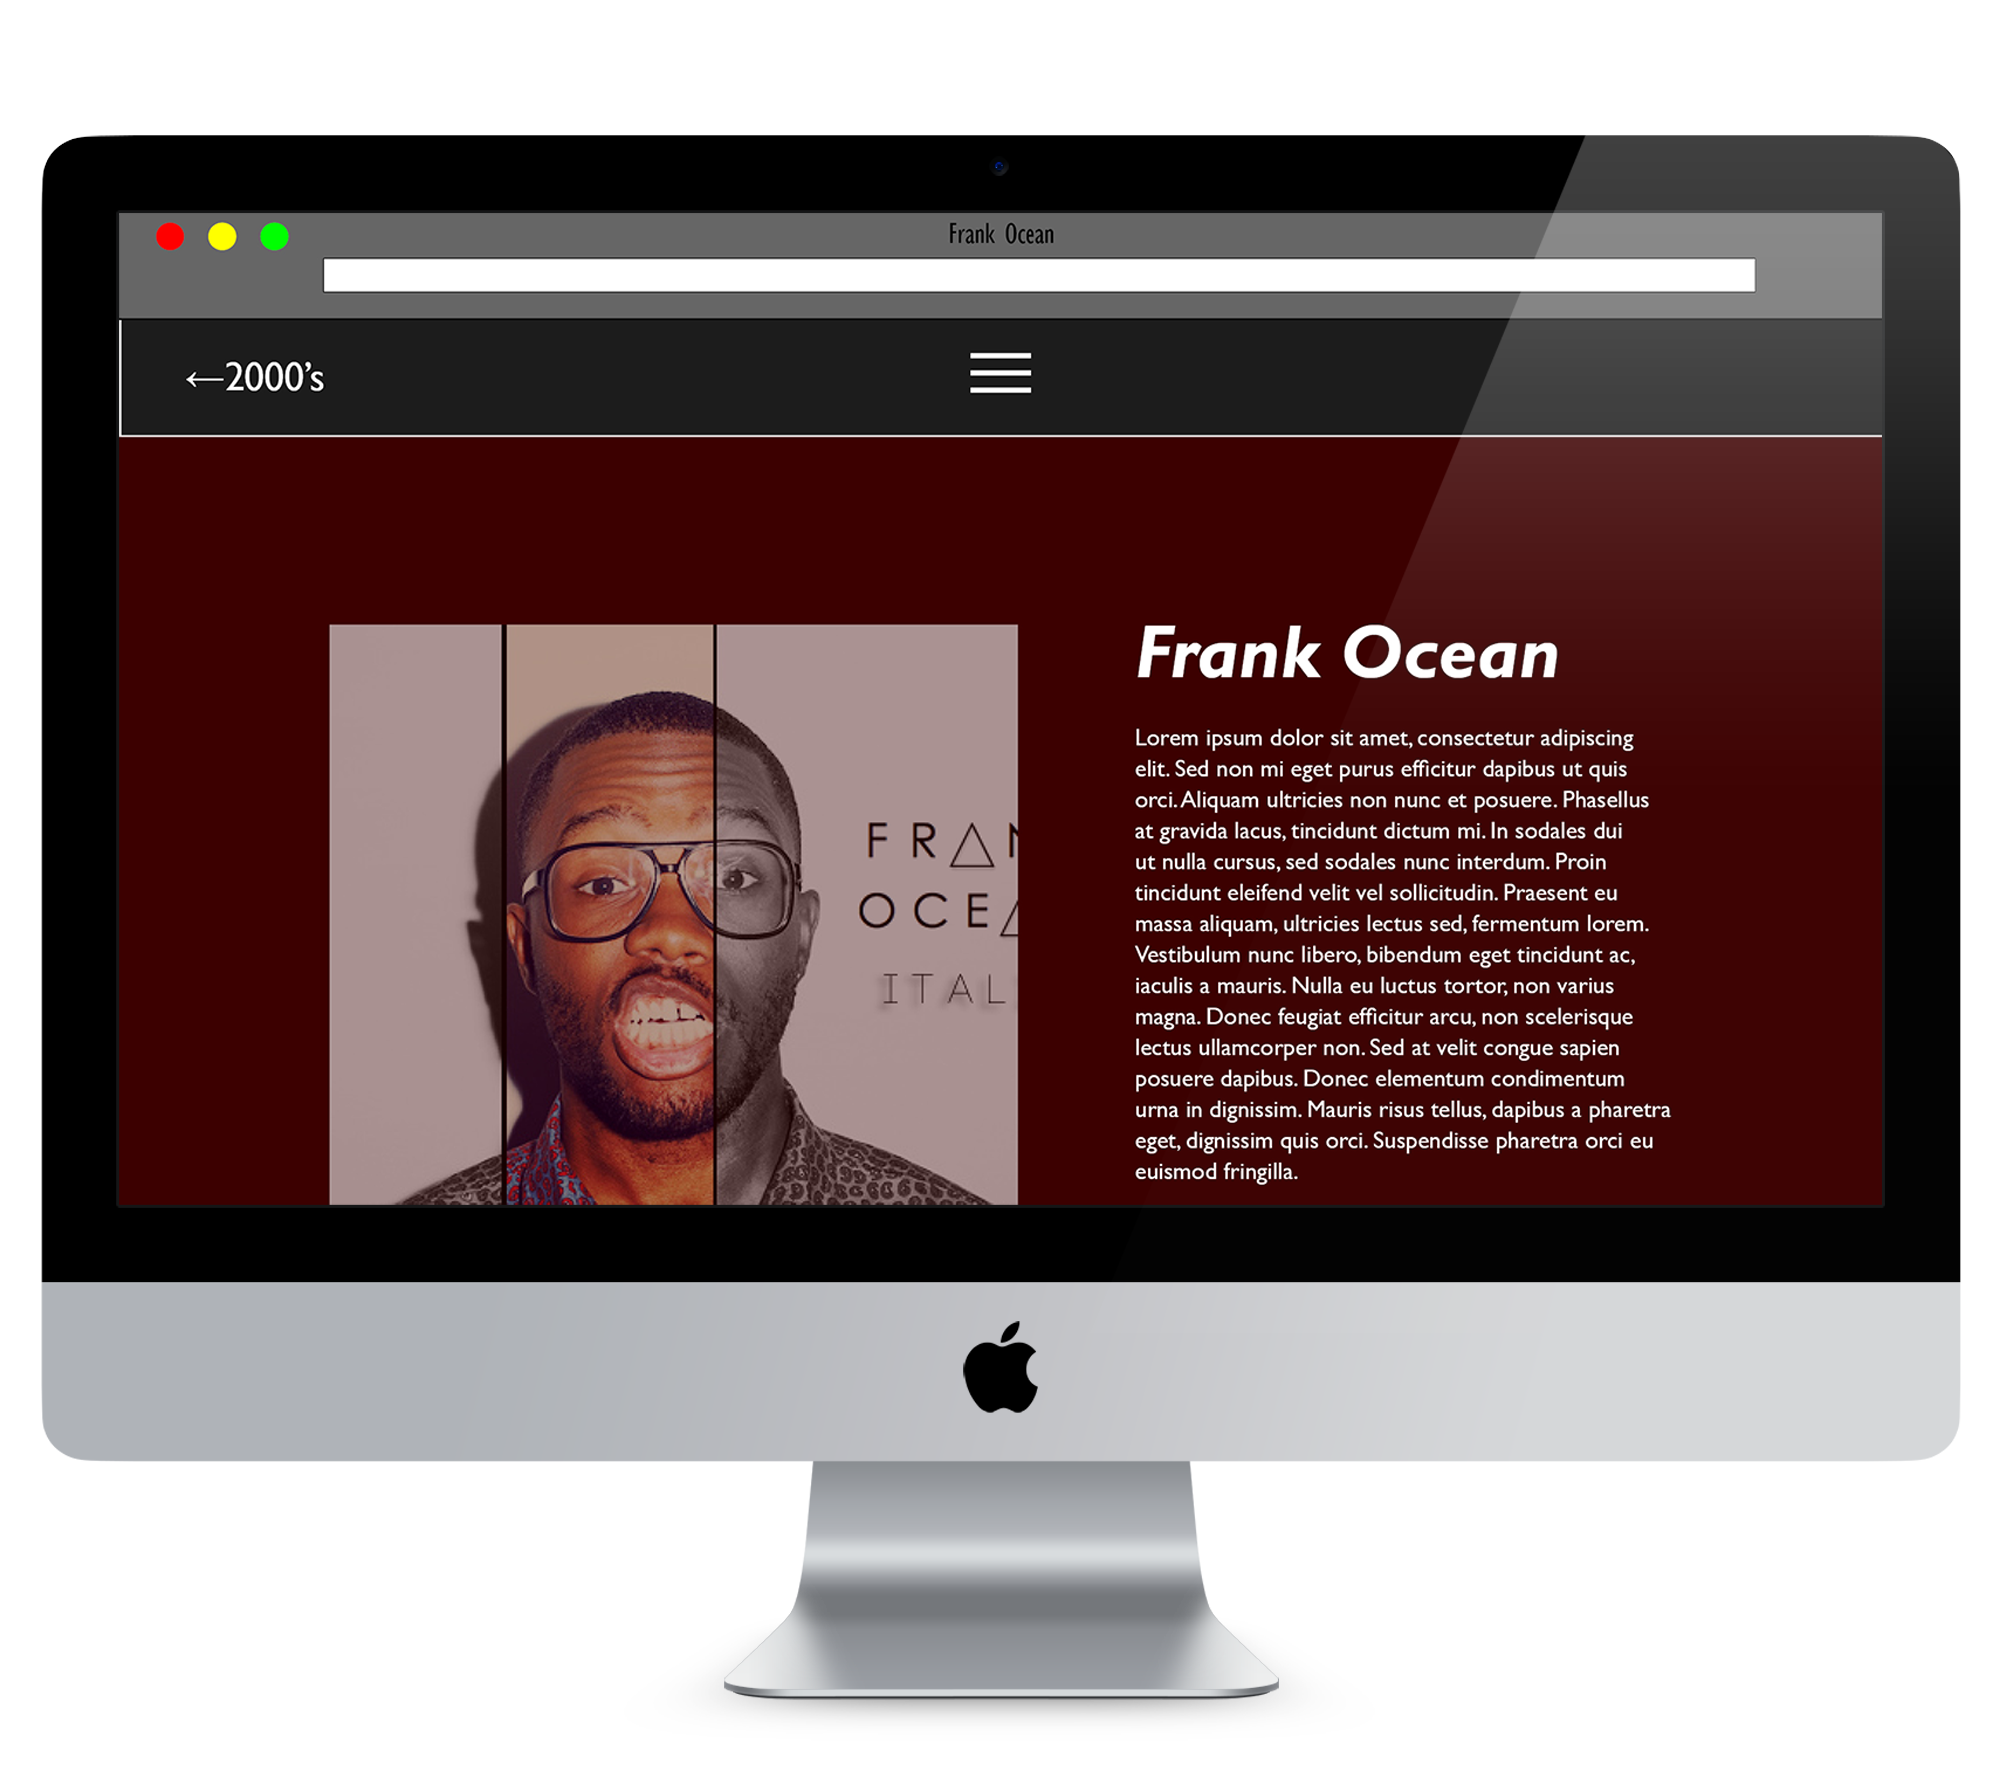 Frank Ocean
←2000's
FRAN
OCEA
ITAL
Frank Ocean
Lorem ipsum dolor sit amet, consectetur adipiscing
elit. Sed non mi eget purus efficitur dapibus ut quis
orci. Aliquam ultricies non nunc et posuere. Phasellus
at gravida lacus, tincidunt dictum mi. In sodales dui
ut nulla cursus, sed sodales nunc interdum. Proin
tincidunt eleifend velit vel sollicitudin. Praesent eu
massa aliquam, ultricies lectus sed, fermentum lorem.
Vestibulum nunc libero, bibendum eget tincidunt ac,
iaculis a mauris. Nulla eu luctus tortor, non varius
magna. Donec feugiat efficitur arcu, non scelerisque
lectus ullamcorper non. Sed at velit congue sapien
posuere dapibus. Donec elementum condimentum
urna in dignissim. Mauris risus tellus, dapibus a pharetra
eget, dignissim quis orci. Suspendisse pharetra orci eu
euismod fringilla.